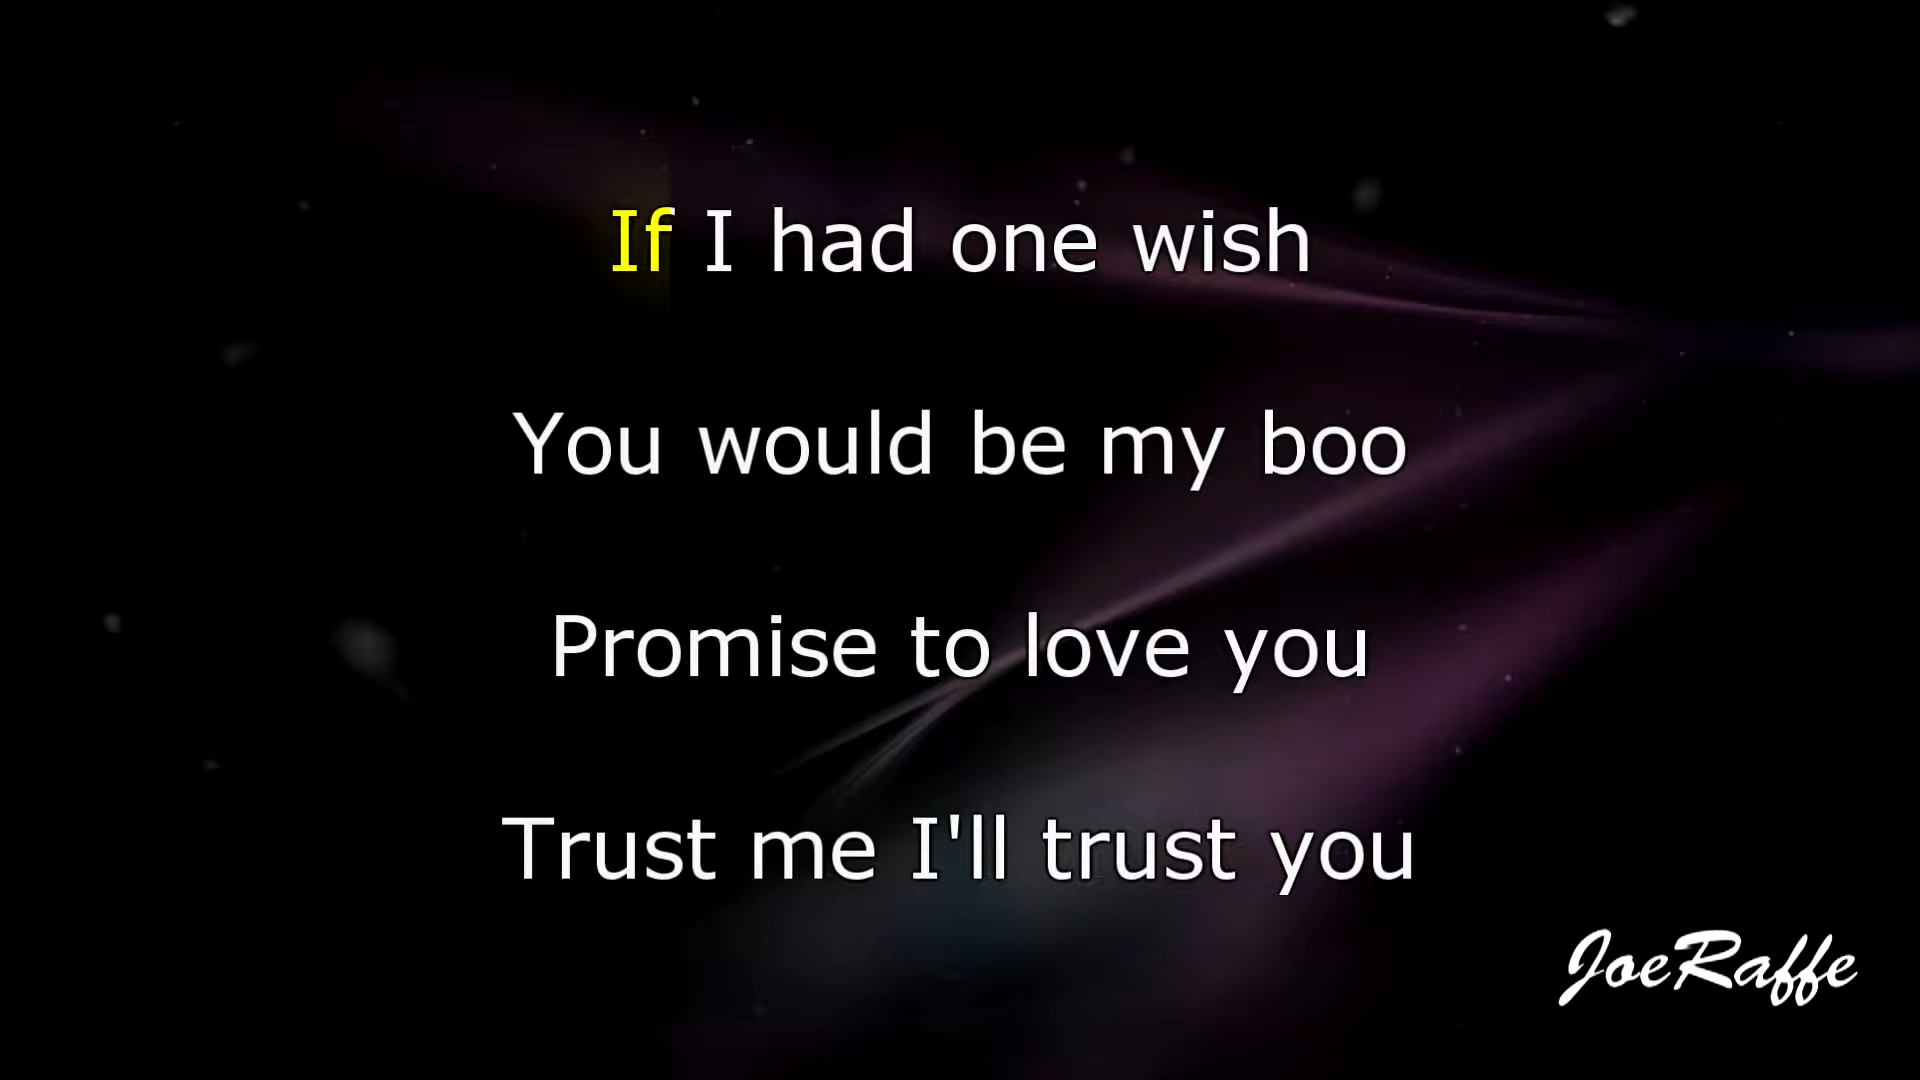 If I had one wish
You would be my boo
Promise to love you
Trust me I'll trust you
JoeRaffe